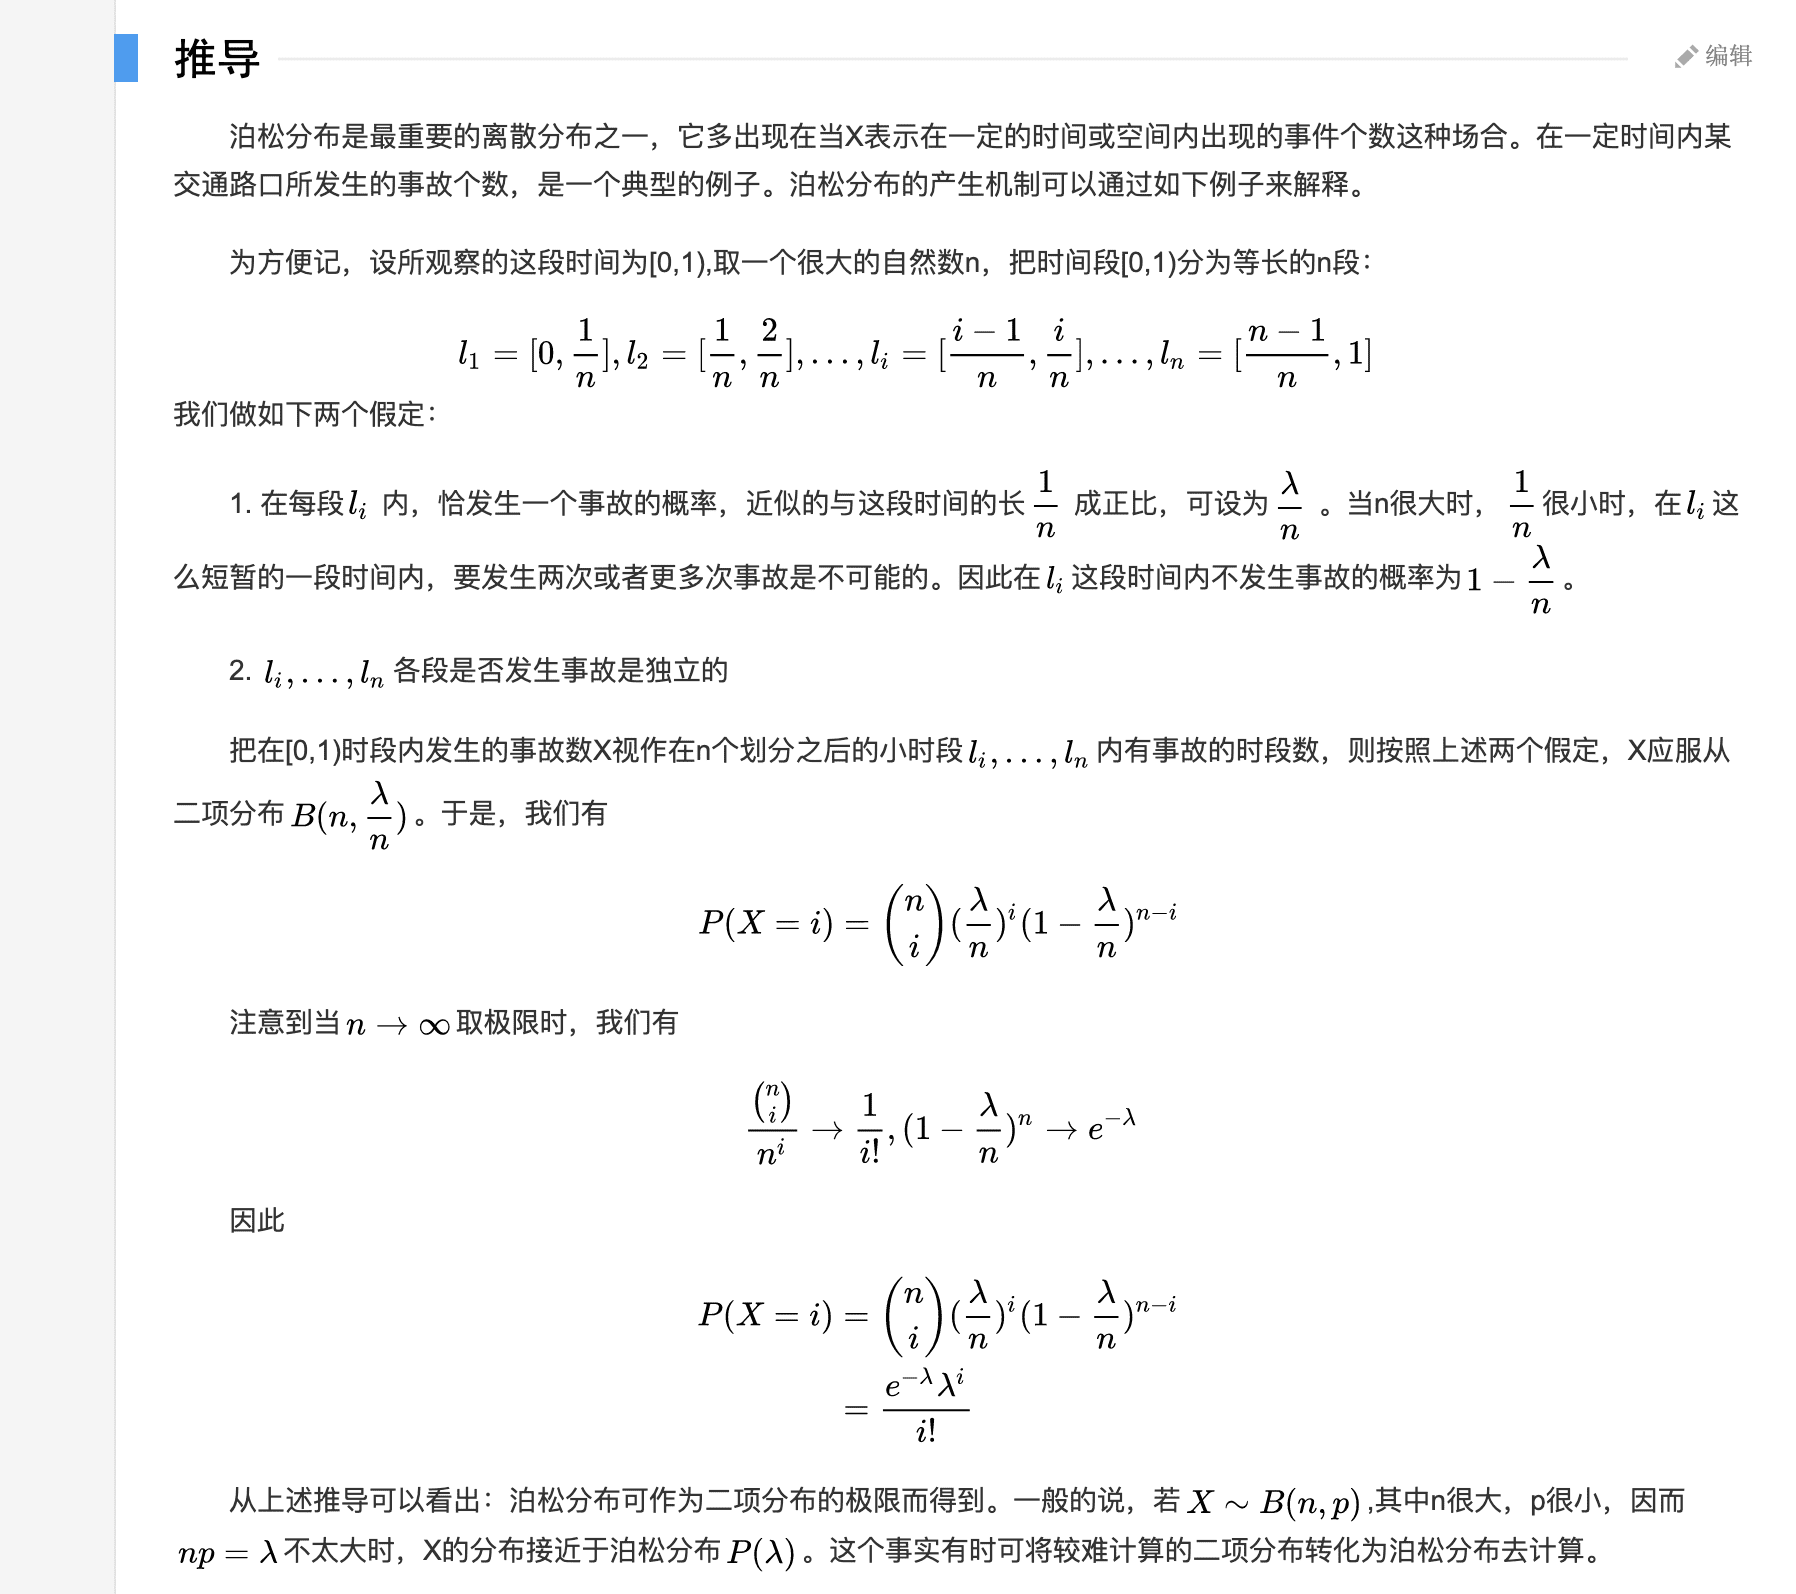 推导
编辑
泊松分布是最重要的离散分布之一，它多出现在当X表示在一定的时间或空间内出现的事件个数这种场合。在一定时间内某
交通路口所发生的事故个数，是一个典型的例子。泊松分布的产生机制可以通过如下例子来解释。
为方便记，设所观察的这段时间为[0,1),取一个很大的自然数n，把时间段[0,1)分为等长的n段：
$l_1 = [0, \frac{1}{n}], l_2 = [\frac{1}{n}, \frac{2}{n}], \ldots, l_i = [\frac{i-1}{n}, \frac{i}{n}], \ldots, l_n = [\frac{n-1}{n}, 1]$
我们做如下两个假定：
1. 在每段 $l_i$ 内，恰发生一个事故的概率，近似的与这段时间的长 $\frac{1}{n}$ 成正比，可设为 $\frac{\lambda}{n}$ 。当n很大时， $\frac{1}{n}$ 很小时，在 $l_i$ 这
么短暂的一段时间内，要发生两次或者更多次事故是不可能的。因此在 $l_i$ 这段时间内不发生事故的概率为 $1 - \frac{\lambda}{n}$ 。
2. $l_i, \ldots, l_n$ 各段是否发生事故是独立的
把在[0,1)时段内发生的事故数X视作在n个划分之后的小时段 $l_i, \ldots, l_n$ 内有事故的时段数，则按照上述两个假定，X应服从
二项分布 $B(n, \frac{\lambda}{n})$ 。于是，我们有
$P(X = i) = \binom{n}{i} (\frac{\lambda}{n})^i (1 - \frac{\lambda}{n})^{n-i}$
注意到当 $n \to \infty$ 取极限时，我们有
$\frac{\binom{n}{i}}{n^i} \to \frac{1}{i!}, (1 - \frac{\lambda}{n})^n \to e^{-\lambda}$
因此
$P(X = i) = \binom{n}{i} (\frac{\lambda}{n})^i (1 - \frac{\lambda}{n})^{n-i}$
$= \frac{e^{-\lambda} \lambda^i}{i!}$
从上述推导可以看出：泊松分布可作为二项分布的极限而得到。一般的说，若 $X \sim B(n, p)$ ,其中n很大，p很小，因而
$np = \lambda$ 不太大时，X的分布接近于泊松分布 $P(\lambda)$ 。这个事实有时可将较难计算的二项分布转化为泊松分布去计算。